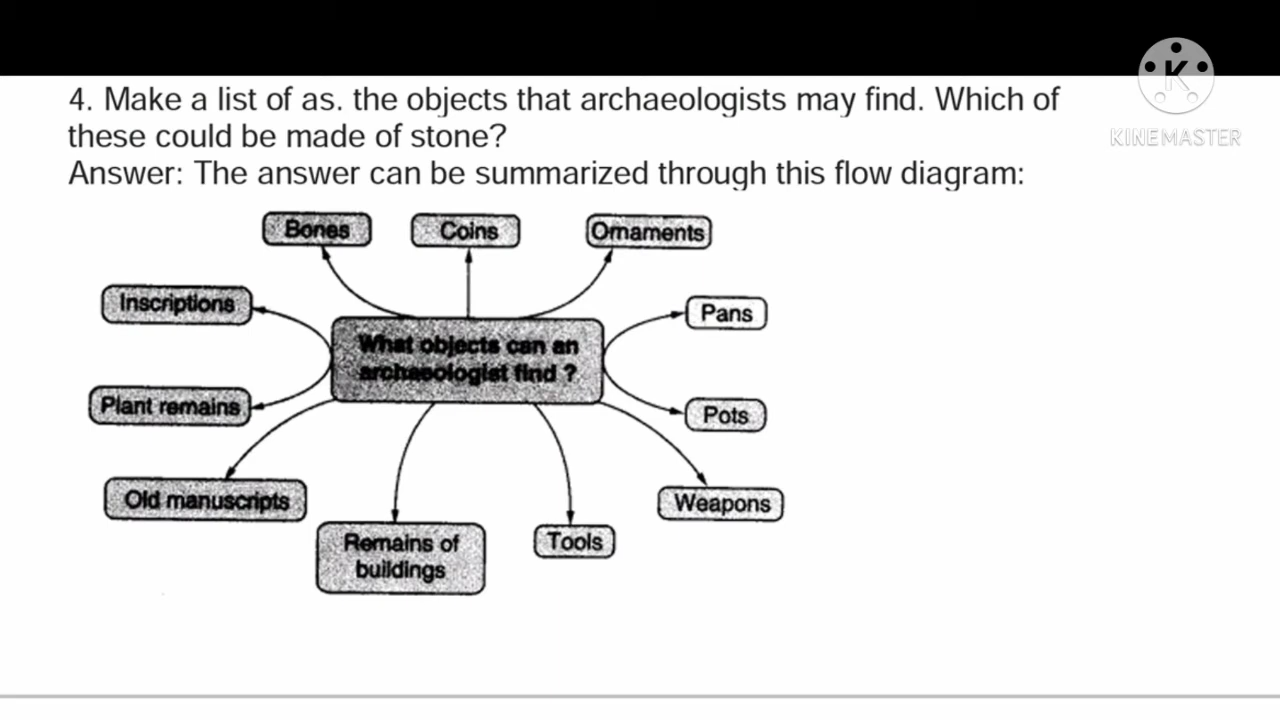 K
KINEMASTER
4. Make a list of as. the objects that archaeologists may find. Which of
these could be made of stone?
Answer: The answer can be summarized through this flow diagram:
Bones
Coins
Ornaments
Inscriptions
Pans
What objects can an
archaeologist find ?
Plant remains
Pots
Old manuscripts
Weapons
Remains of
buildings
Tools